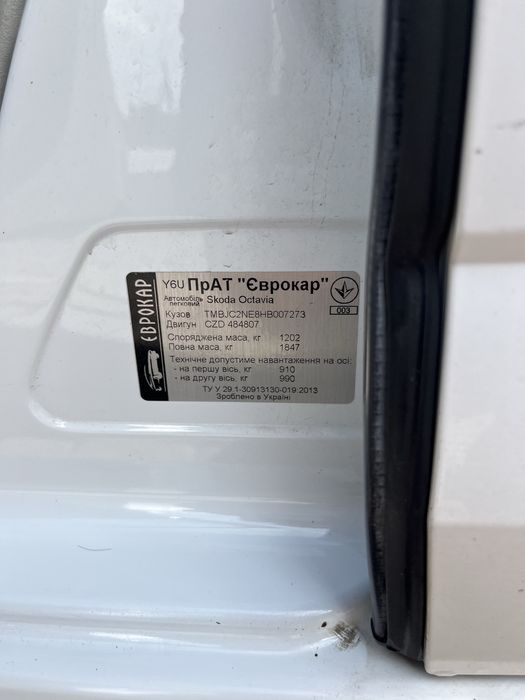 ЄВРОКАР
Y6U ПрАТ "Єврокар"
Автомобіль легковий Skoda Octavia
003
Кузов TMBJC2NE8HB007273
Двигун CZD 484807
Споряджена маса, кг 1202
Повна маса, кг 1847
Технічне допустиме навантаження на осі:
- на першу вісь, кг 910
- на другу вісь, кг 990
ТУ У 29.1-30913130-019:2013
Зроблено в Україні